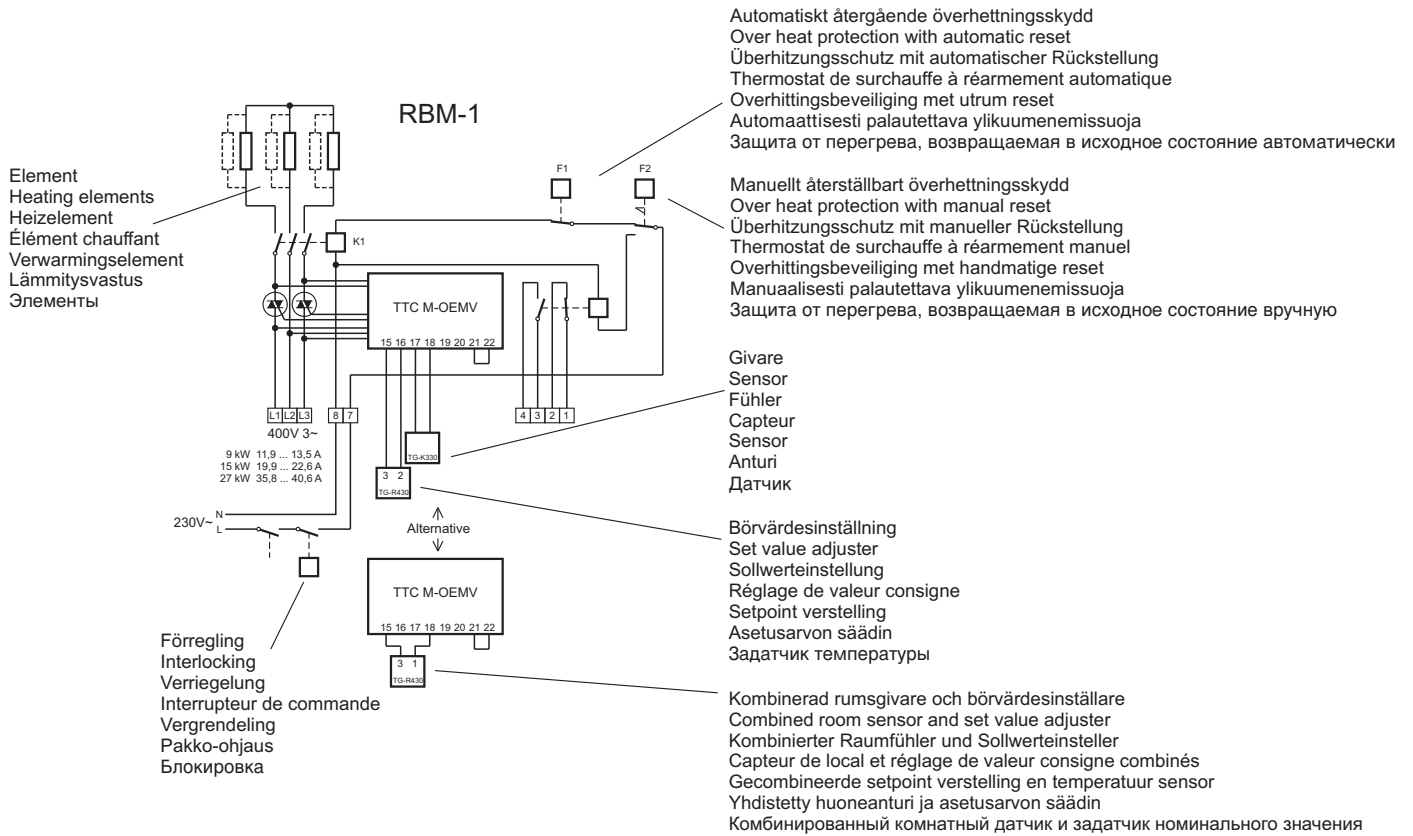 Automatiskt återgående överhettningsskydd
Over heat protection with automatic reset
Überhitzungsschutz mit automatischer Rückstellung
Thermostat de surchauffe à réarmement automatique
Overhittingsbeveiliging met utrum reset
Automaattisesti palautettava ylikuumenemissuoja
Защита от перегрева, возвращаемая в исходное состояние автоматически
RBM-1
F1 F2
Manuellt återställbart överhettningsskydd
Over heat protection with manual reset
Überhitzungsschutz mit manueller Rückstellung
Thermostat de surchauffe à réarmement manuel
Overhittingsbeveiliging met handmatige reset
Manuaalisesti palautettava ylikuumenemissuoja
Защита от перегрева, возвращаемая в исходное состояние вручную
Element
Heating elements
Heizelement
Élément chauffant
Verwarmingselement
Lämmitysvastus
Элементы
K1
TTC M-OEMV
15 16 17 18 19 20 21 22
L1 L2 L3 8 7 4 3 2 1
400V 3~
9 kW 11,9 ... 13,5 A
15 kW 19,9 ... 22,6 A
27 kW 35,8 ... 40,6 A
TG-K330
3 2
TG-R430
Givare
Sensor
Fühler
Capteur
Sensor
Anturi
Датчик
230V~ N
L
Alternative
Börvärdesinställning
Set value adjuster
Sollwerteinstellung
Réglage de valeur consigne
Setpoint verstelling
Asetusarvon säädin
Задатчик температуры
TTC M-OEMV
15 16 17 18 19 20 21 22
3 1
TG-R430
Förregling
Interlocking
Verriegelung
Interrupteur de commande
Vergrendeling
Pakko-ohjaus
Блокировка
Kombinerad rumsgivare och börvärdesinställare
Combined room sensor and set value adjuster
Kombinierter Raumfühler und Sollwerteinsteller
Capteur de local et réglage de valeur consigne combinés
Gecombineerde setpoint verstelling en temperatuur sensor
Yhdistetty huoneanturi ja asetusarvon säädin
Комбинированный комнатный датчик и задатчик номинального значения